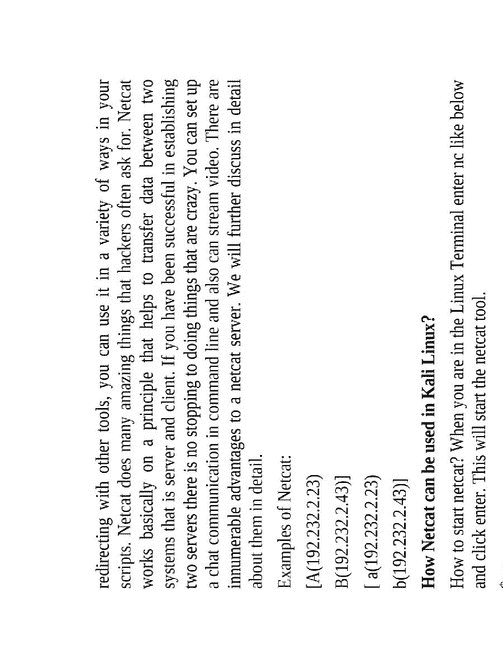 redirecting with other tools, you can use it in a variety of ways in your
scripts. Netcat does many amazing things that hackers often ask for. Netcat
works basically on a principle that helps to transfer data between two
systems that is server and client. If you have been successful in establishing
two servers there is no stopping to doing things that are crazy. You can set up
a chat communication in command line and also can stream video. There are
innumerable advantages to a netcat server. We will further discuss in detail
about them in detail.
Examples of Netcat:
[A(192.232.2.23)
B(192.232.2.43)]
[ a(192.232.2.23)
b(192.232.2.43)]
How Netcat can be used in Kali Linux?
How to start netcat? When you are in the Linux Terminal enter nc like below
and click enter. This will start the netcat tool.